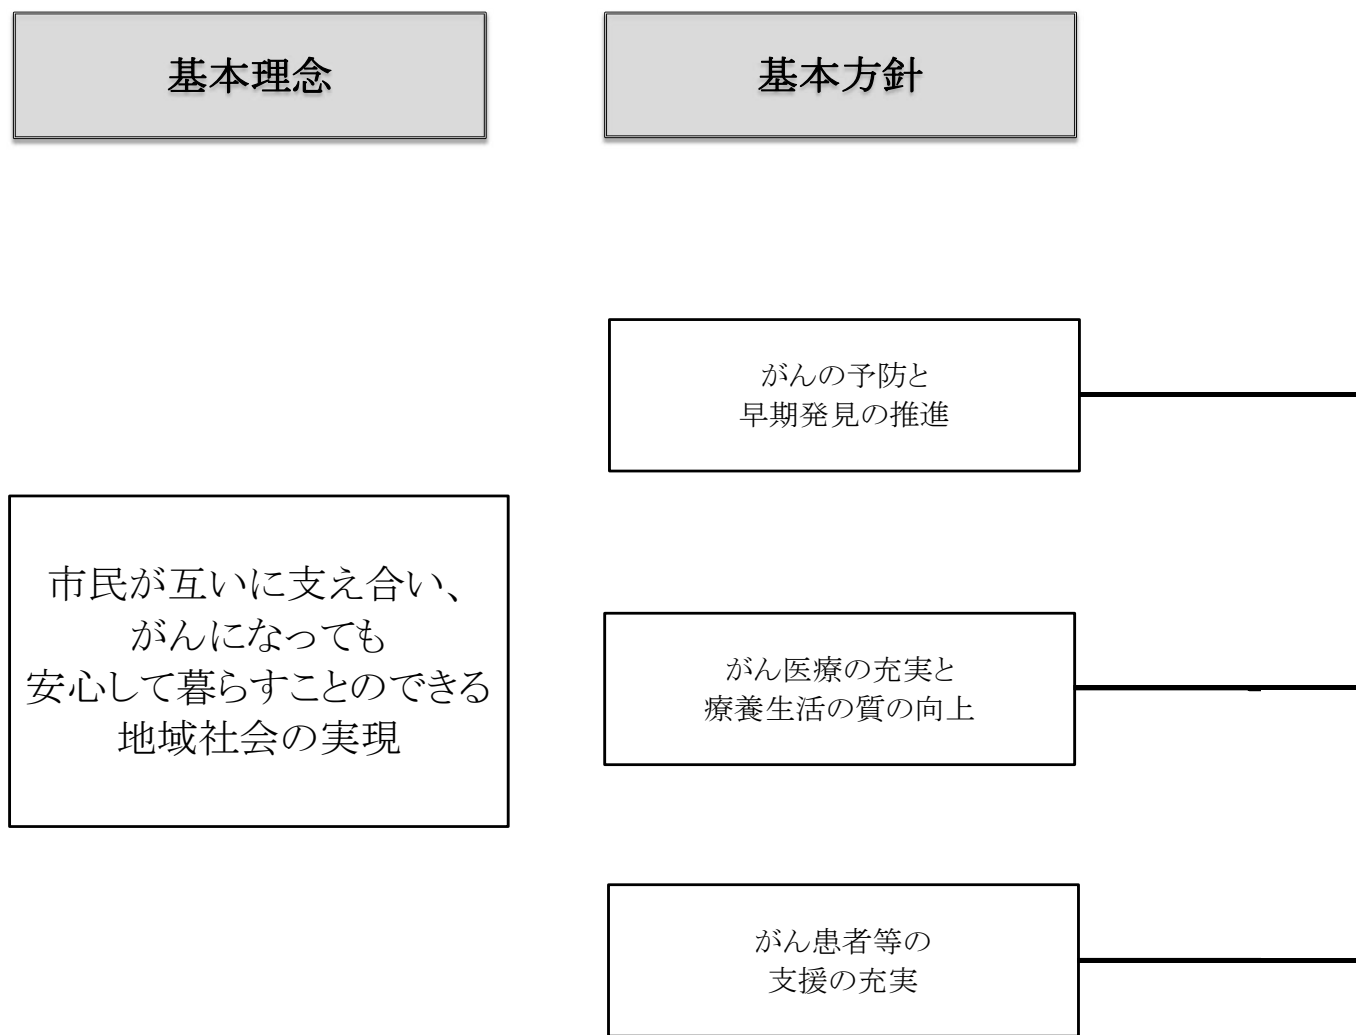 基本理念
基本方針
がんの予防と
早期発見の推進
市民が互いに支え合い、
がんになっても
安心して暮らすことのできる
地域社会の実現
がん医療の充実と
療養生活の質の向上
がん患者等の
支援の充実